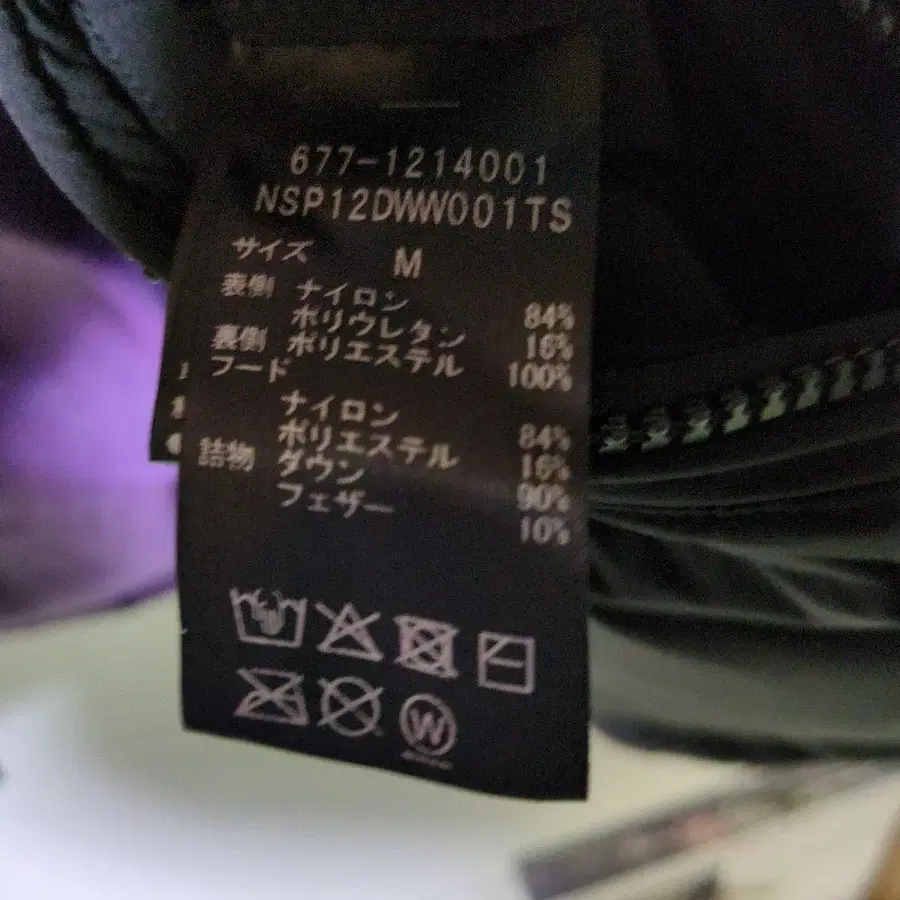 677-1214001
NSP12DWW001TS
サイズ M
表側 ナイロン 84%
ポリウレタン 16%
裏側 ポリエステル 100%
フード
ナイロン 84%
ポリエステル 16%
詰物 ダウン 90%
フェザー 10%
W